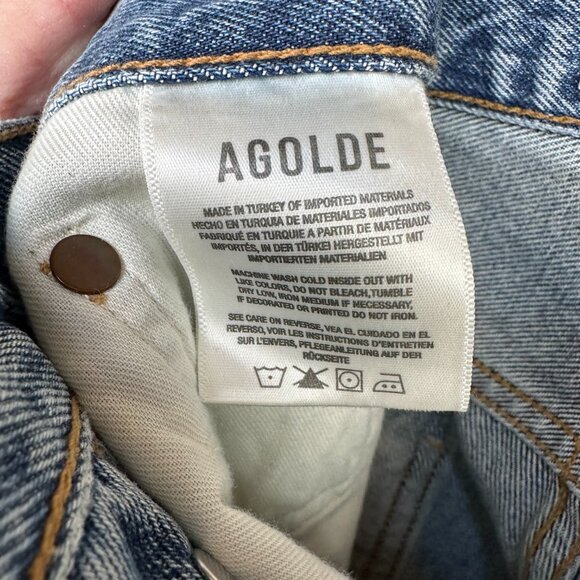 AGOLDE
MADE IN TURKEY OF IMPORTED MATERIALS
HECHO EN TURQUIA DE MATERIALES IMPORTADOS
FABRIQUÉ EN TURQUIE A PARTIR DE MATÉRIAUX
IMPORTÉS, IN DER TÜRKEI HERGESTELLT MIT
IMPORTIERTEN MATERIALIEN
MACHINE WASH COLD INSIDE OUT WITH
LIKE COLORS, DO NOT BLEACH,TUMBLE
DRY LOW, IRON MEDIUM IF NECESSARY,
IF DECORATED OR PRINTED DO NOT IRON.
SEE CARE ON REVERSE, VEA EL CUIDADO EN EL
REVERSO, VOIR LES INSTRUCTIONS D'ENTRETIEN
SUR L'ENVERS, PFLEGEANLEITUNG AUF DER
RÜCKSEITE